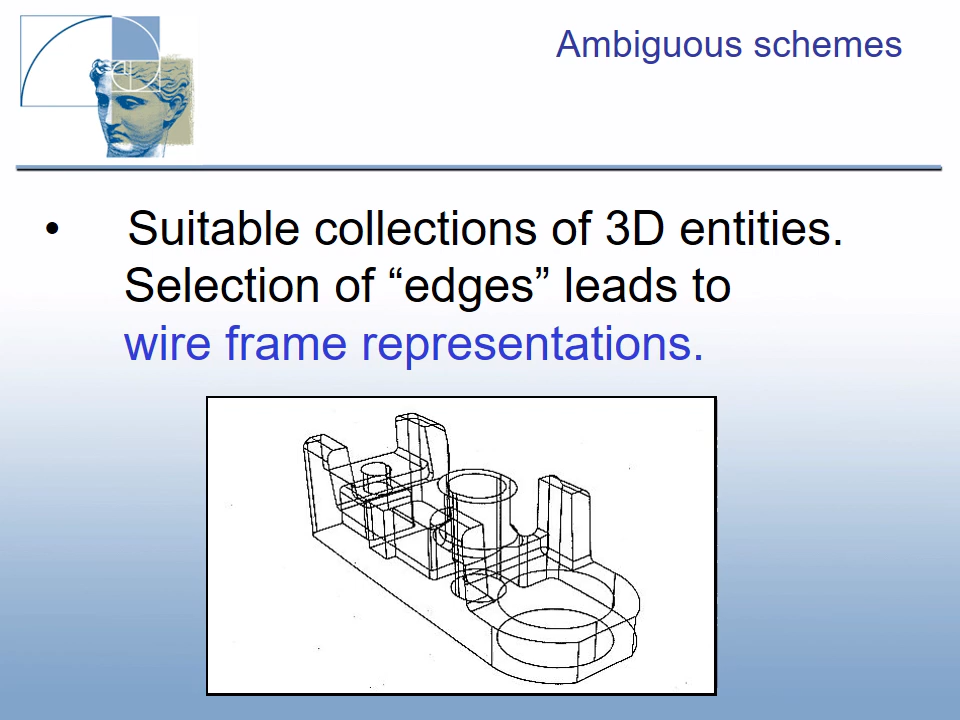 Ambiguous schemes
• Suitable collections of 3D entities.
Selection of “edges” leads to
wire frame representations.